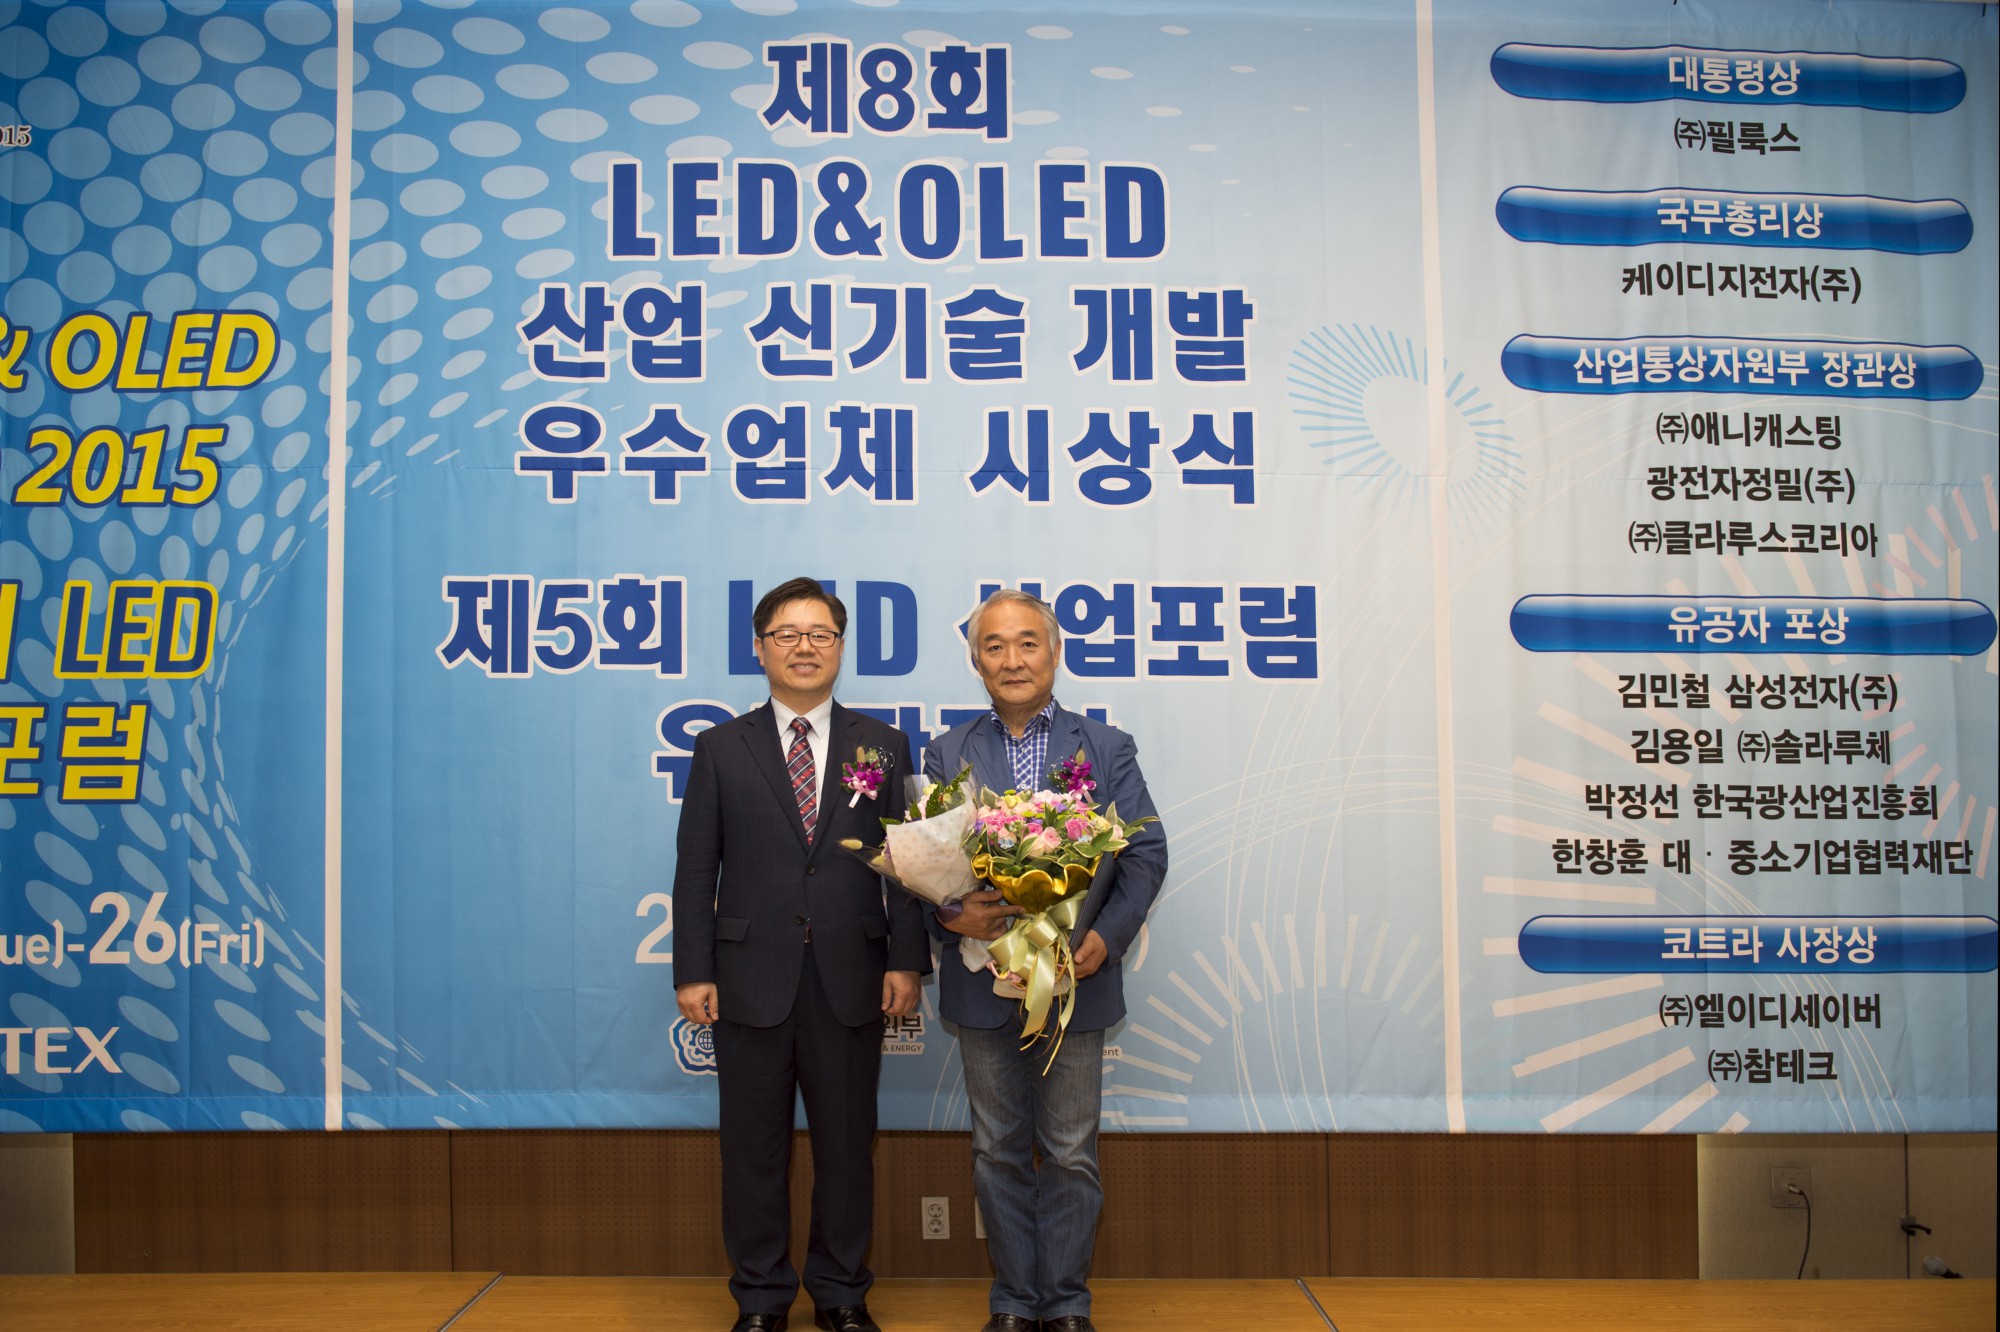 2015
& OLED
2015
LED
포럼
-26(Fri)
TEX
제8회
LED&OLED
산업 신기술 개발
우수업체 시상식
제5회 LED 산업포럼
& ENERGY
대통령상
㈜필룩스
국무총리상
케이디지전자(주)
산업통상자원부 장관상
㈜애니캐스팅
광전자정밀(주)
㈜클라루스코리아
유공자 포상
김민철 삼성전자(주)
김용일 ㈜솔라루체
박정선 한국광산업진흥회
한창훈 대 · 중소기업협력재단
코트라 사장상
㈜엘이디세이버
㈜참테크